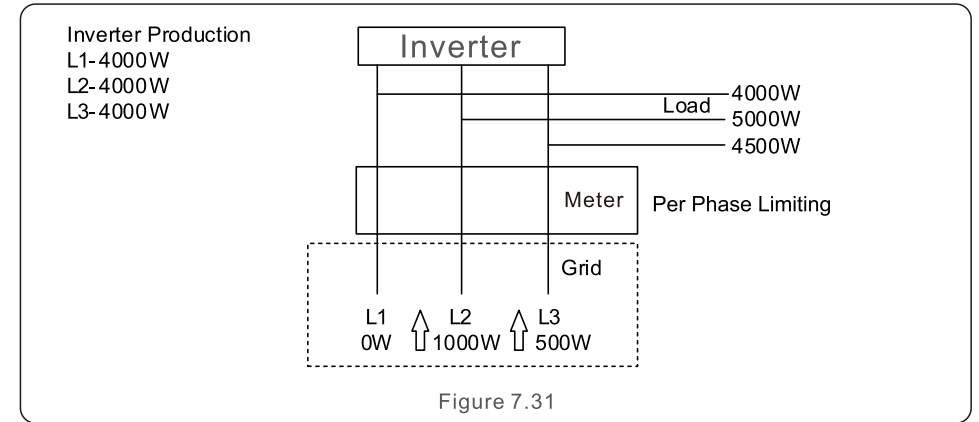 Inverter Production
L1-4000W
L2-4000W
L3-4000W
Inverter
Load
4000W
5000W
4500W
Meter
Per Phase Limiting
Grid
L1 L2 L3
0W 1000W 500W
Figure 7.31